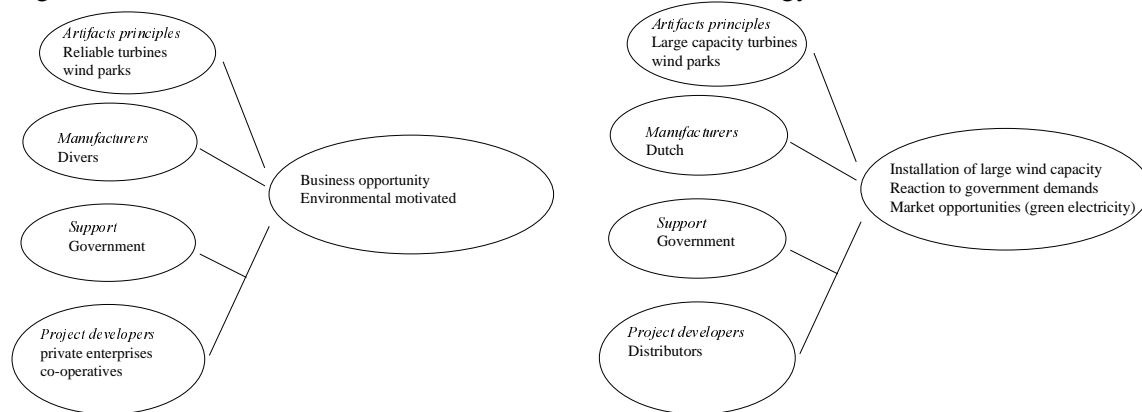 Artifacts principles
Reliable turbines
wind parks
Manufacturers
Divers
Support
Government
Project developers
private enterprises
co-operatives
Business opportunity
Environmental motivated
Artifacts principles
Large capacity turbines
wind parks
Manufacturers
Dutch
Support
Government
Project developers
Distributors
Installation of large wind capacity
Reaction to government demands
Market opportunities (green electricity)